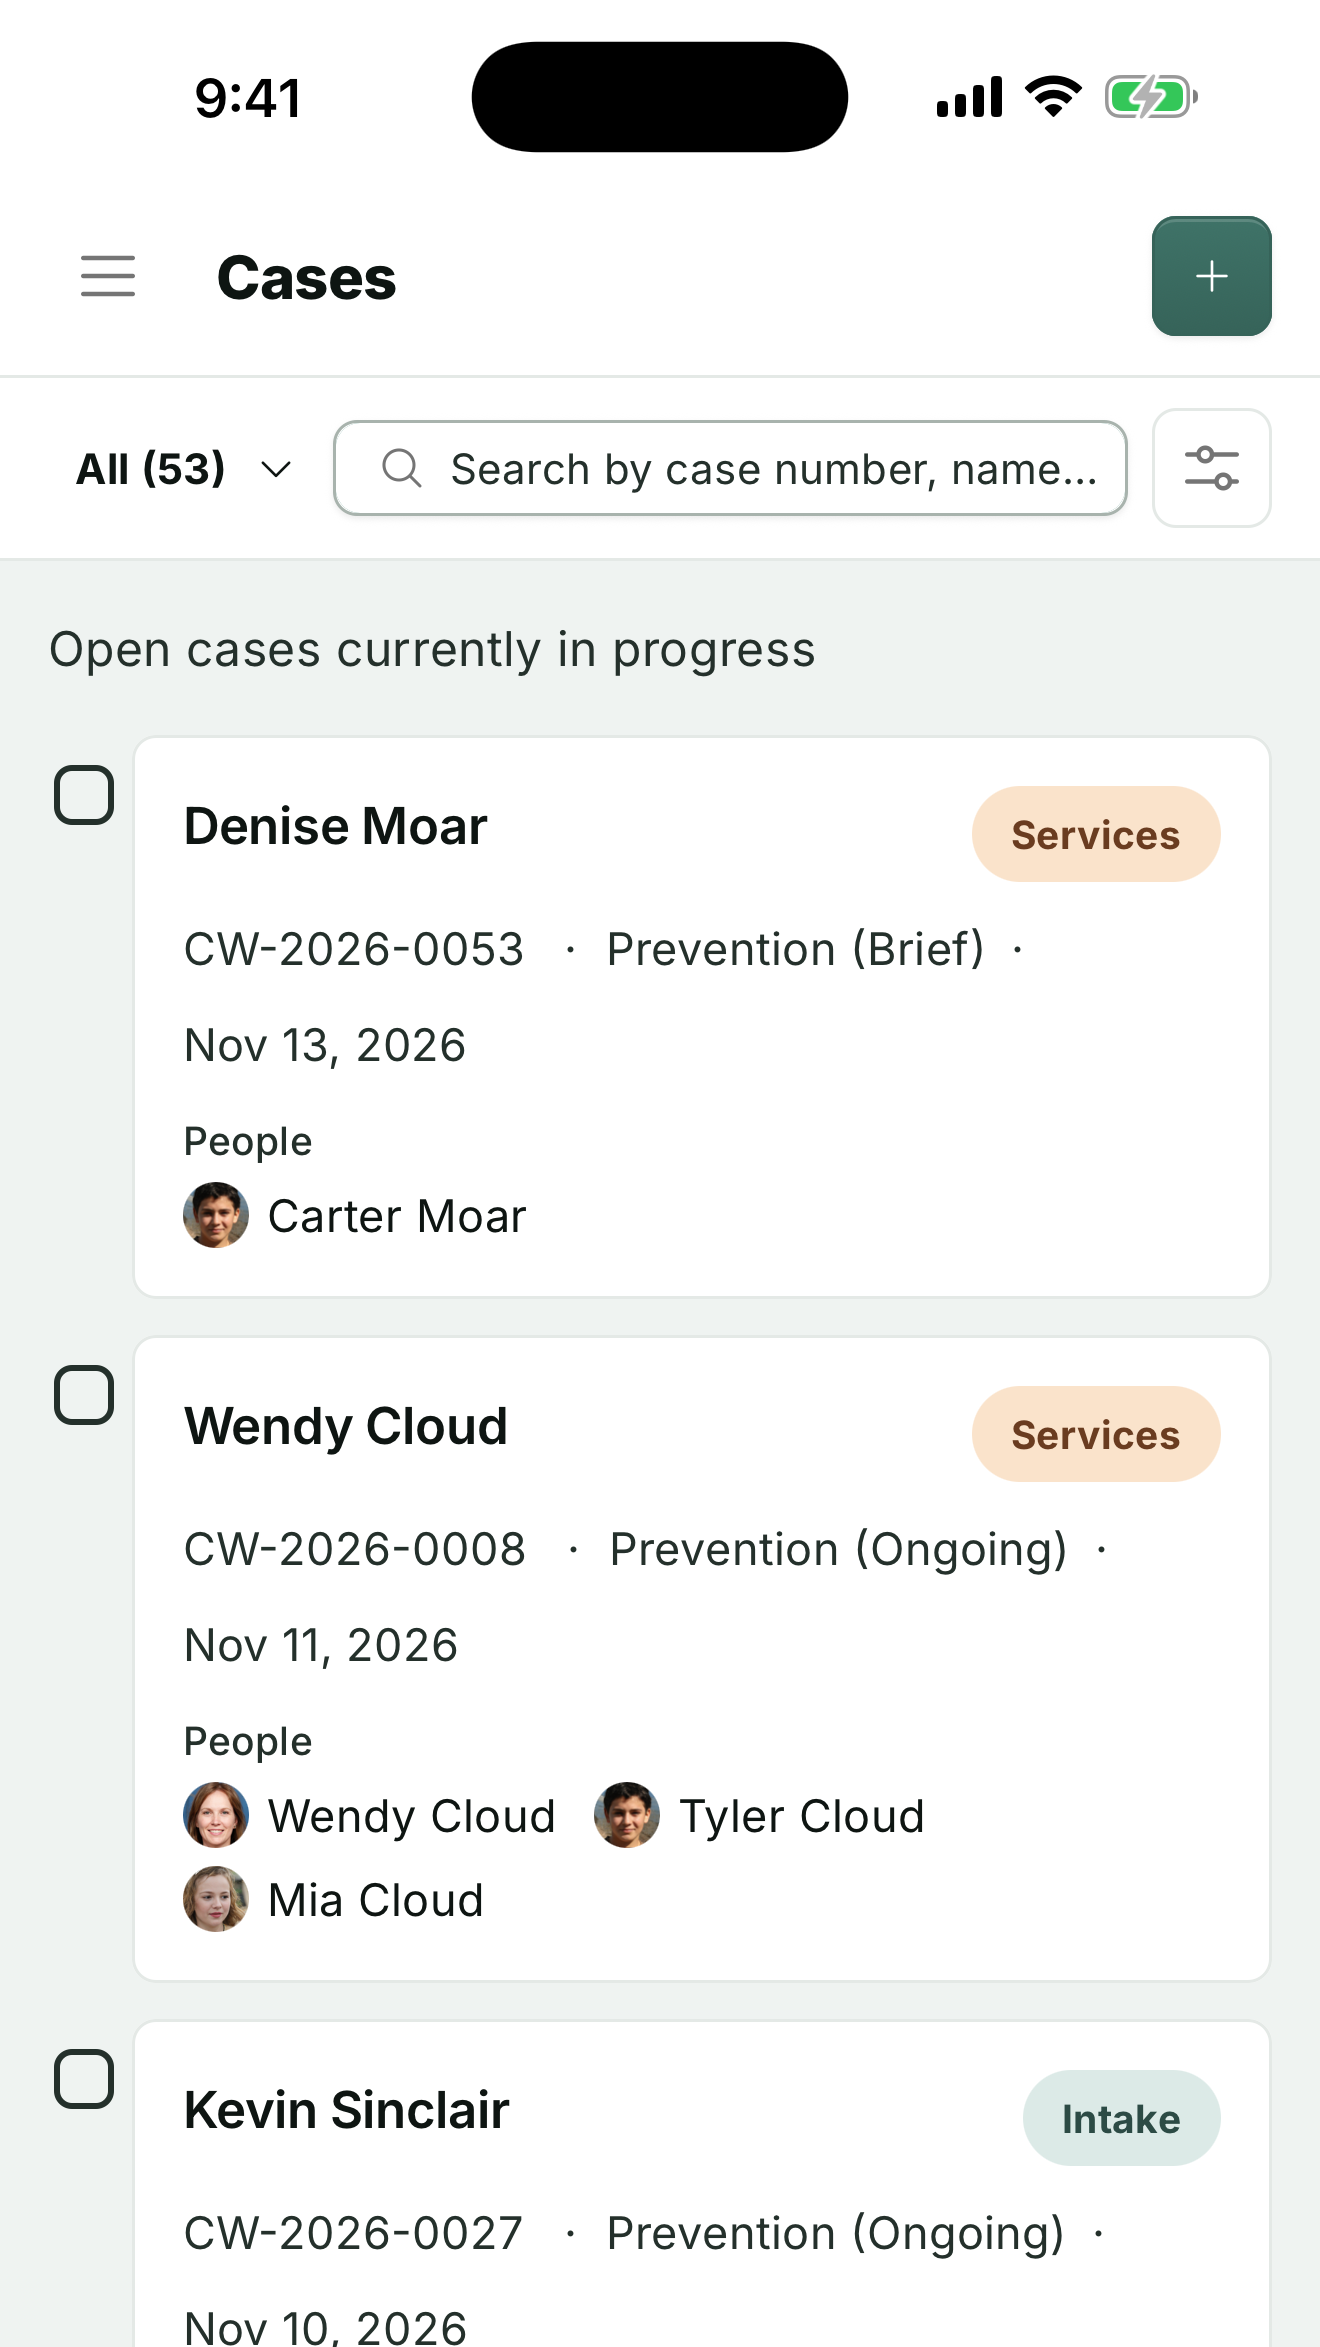 9:41
Cases
All (53)
Search by case number, name...
Open cases currently in progress
Denise Moar
Services
CW-2026-0053 · Prevention (Brief) ·
Nov 13, 2026
People
Carter Moar
Wendy Cloud
Services
CW-2026-0008 · Prevention (Ongoing) ·
Nov 11, 2026
People
Wendy Cloud Tyler Cloud
Mia Cloud
Kevin Sinclair
Intake
CW-2026-0027 · Prevention (Ongoing) ·
Nov 10, 2026